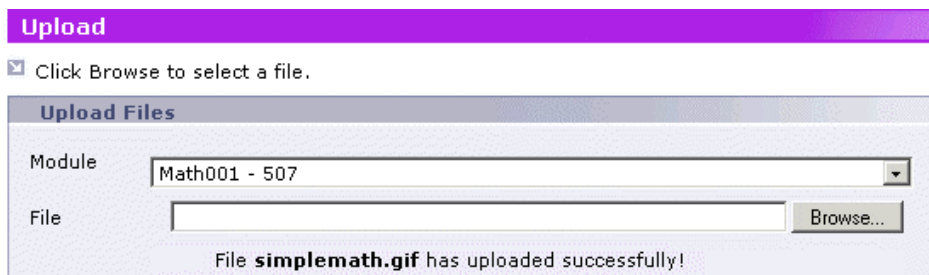 Upload
Click Browse to select a file.
Upload Files
Module Math001 - 507
File Browse...
File simplemath.gif has uploaded successfully!